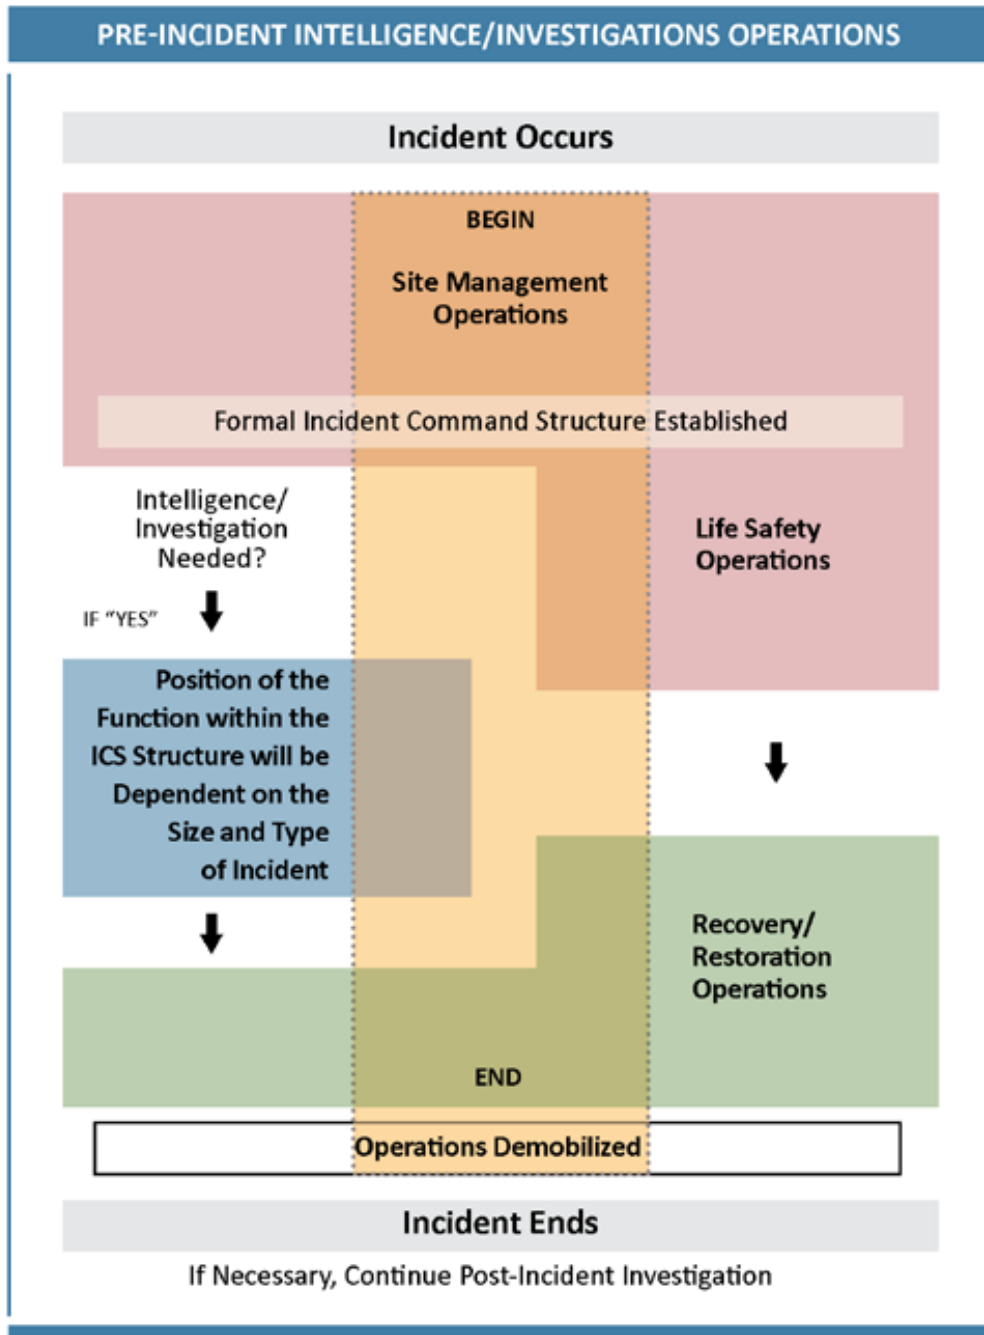 PRE-INCIDENT INTELLIGENCE/INVESTIGATIONS OPERATIONS
Incident Occurs
BEGIN
Site Management
Operations
Formal Incident Command Structure Established
Intelligence/
Investigation
Needed?
IF “YES”
Life Safety
Operations
Position of the
Function within the
ICS Structure will be
Dependent on the
Size and Type
of Incident
Recovery/
Restoration
Operations
END
Operations Demobilized
Incident Ends
If Necessary, Continue Post-Incident Investigation